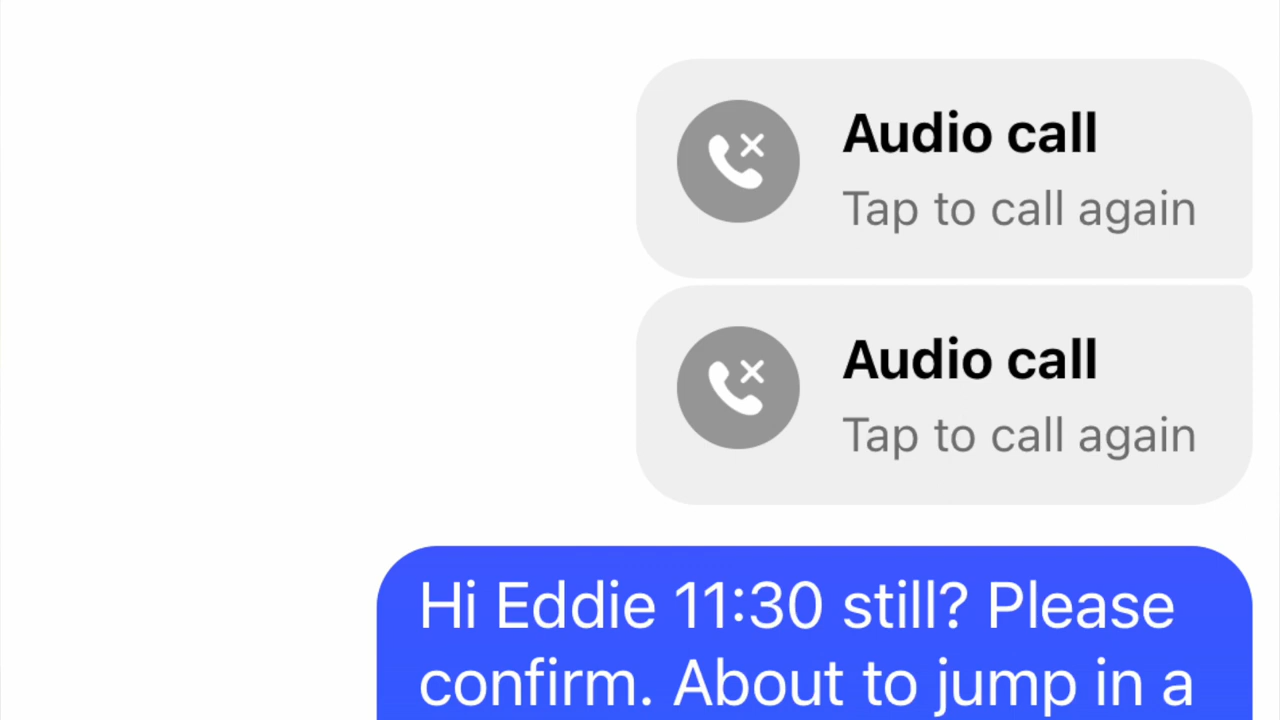 Audio call
Tap to call again
Audio call
Tap to call again
Hi Eddie 11:30 still? Please
confirm. About to jump in a